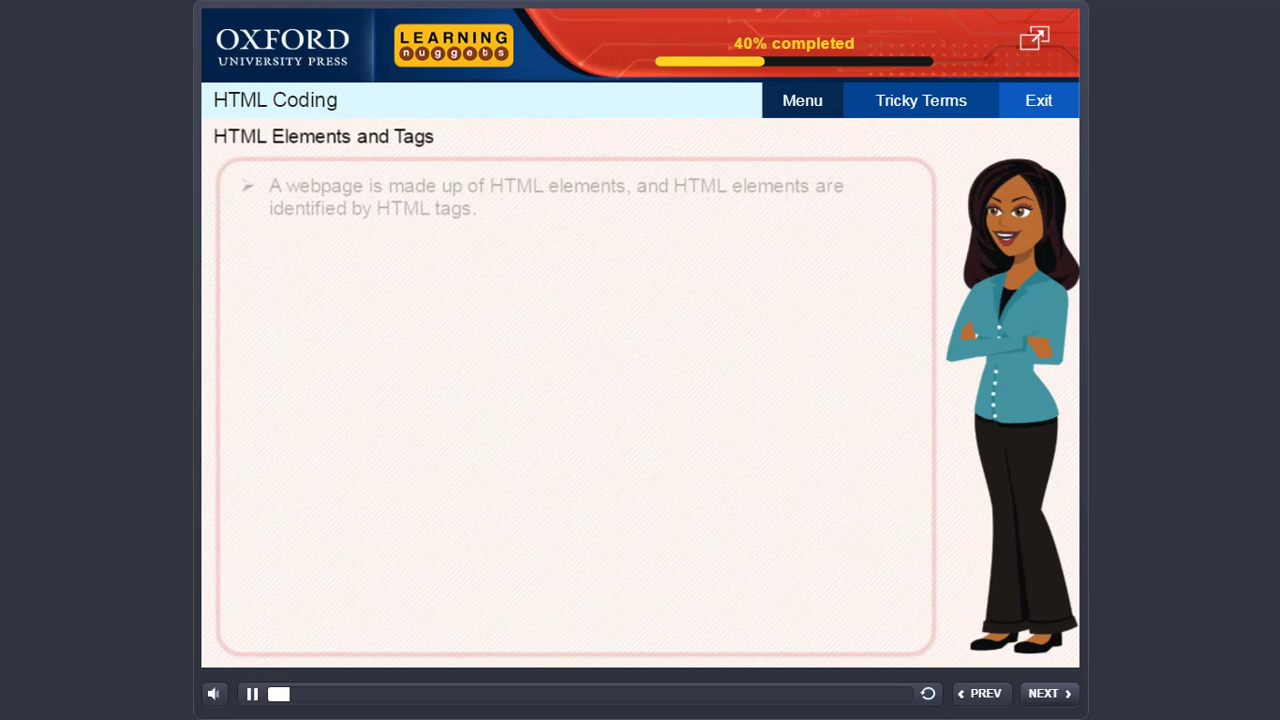 OXFORD
UNIVERSITY PRESS
LEARNING
nuggets
40% completed
HTML Coding
Menu
Tricky Terms
Exit
HTML Elements and Tags
➢ A webpage is made up of HTML elements, and HTML elements are
identified by HTML tags.
PREV
NEXT